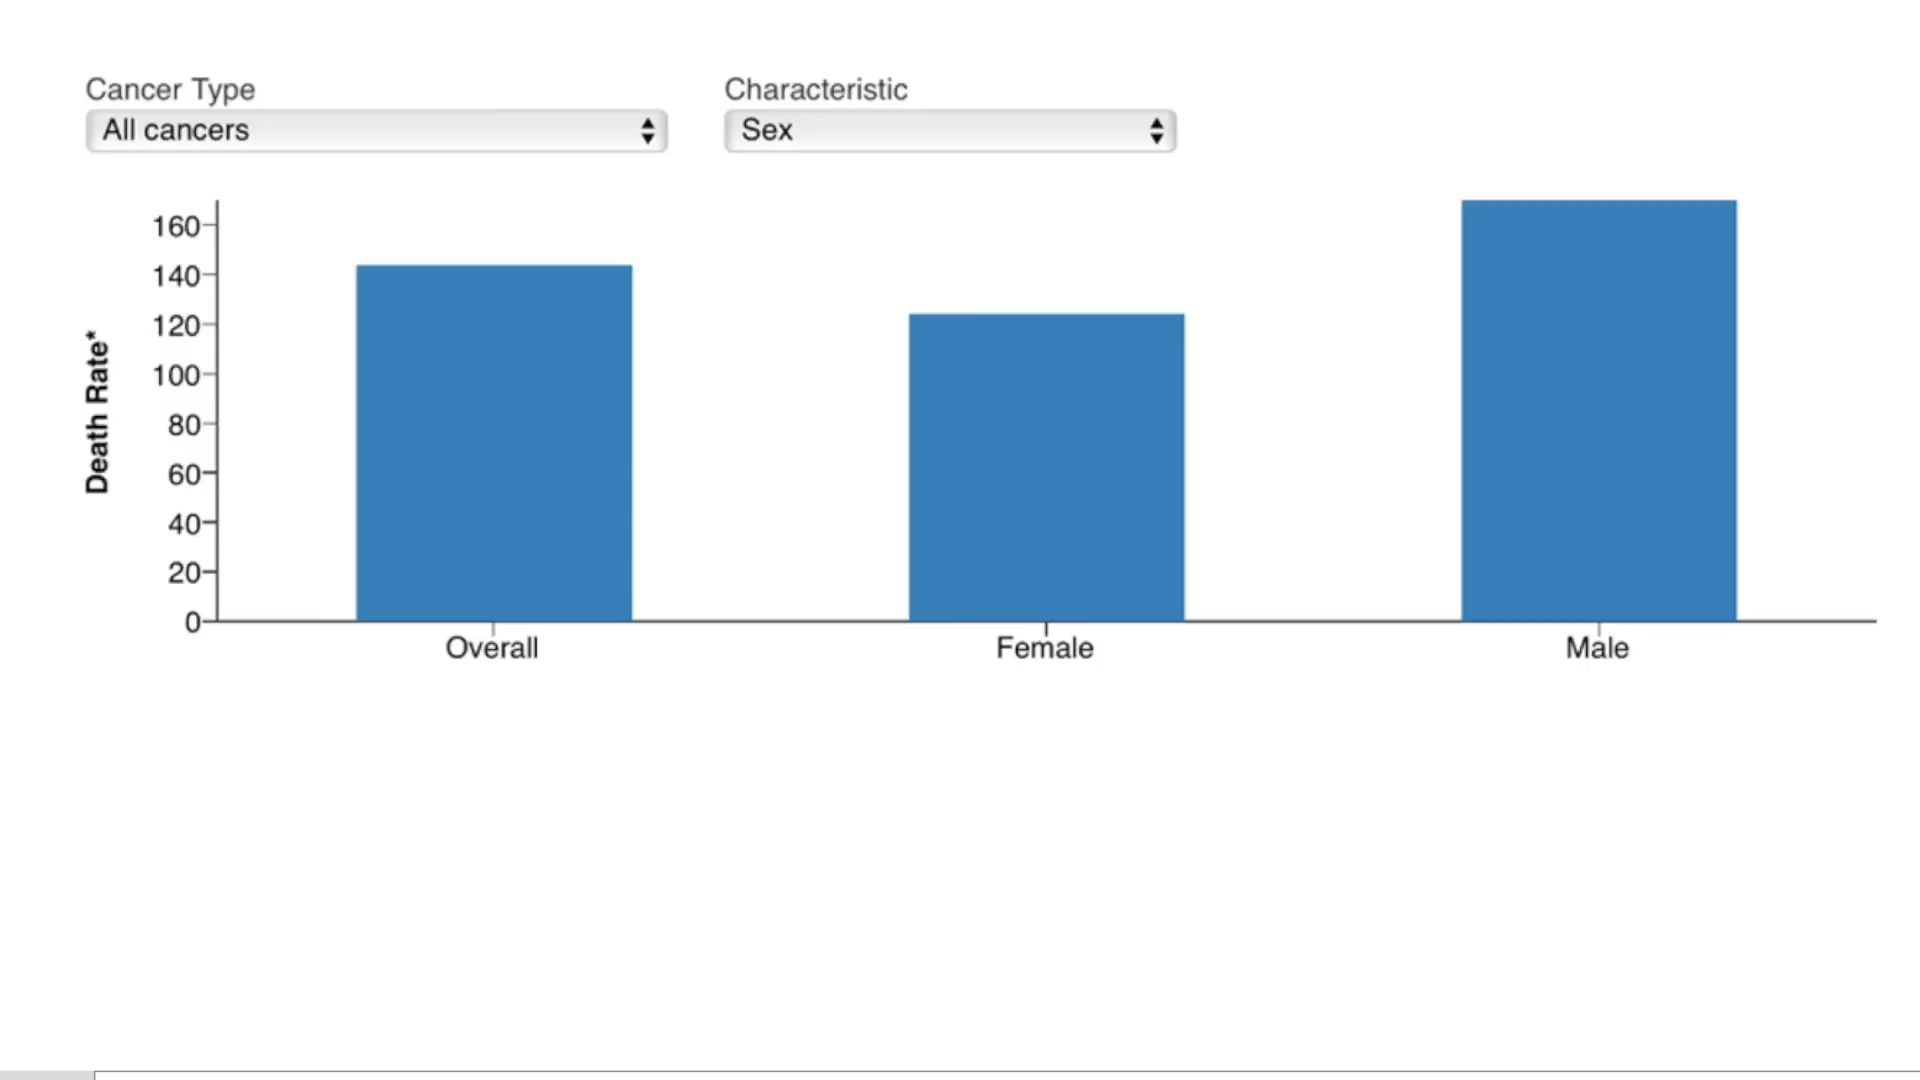 Cancer Type
Characteristic
All cancers
Sex
160
140
120
100
80
60
40
20
0
Death Rate*
Overall
Female
Male